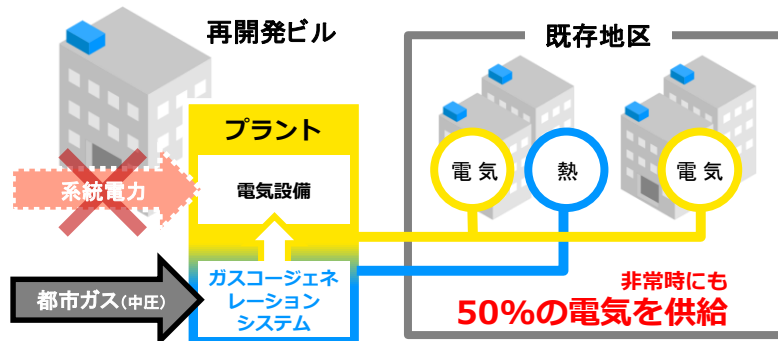 再開発ビル
既存地区
プラント
電気設備
系統電力
電気
熱
電気
都市ガス(中圧)
ガスコージェネ
レーション
システム
非常時にも
50%の電気を供給